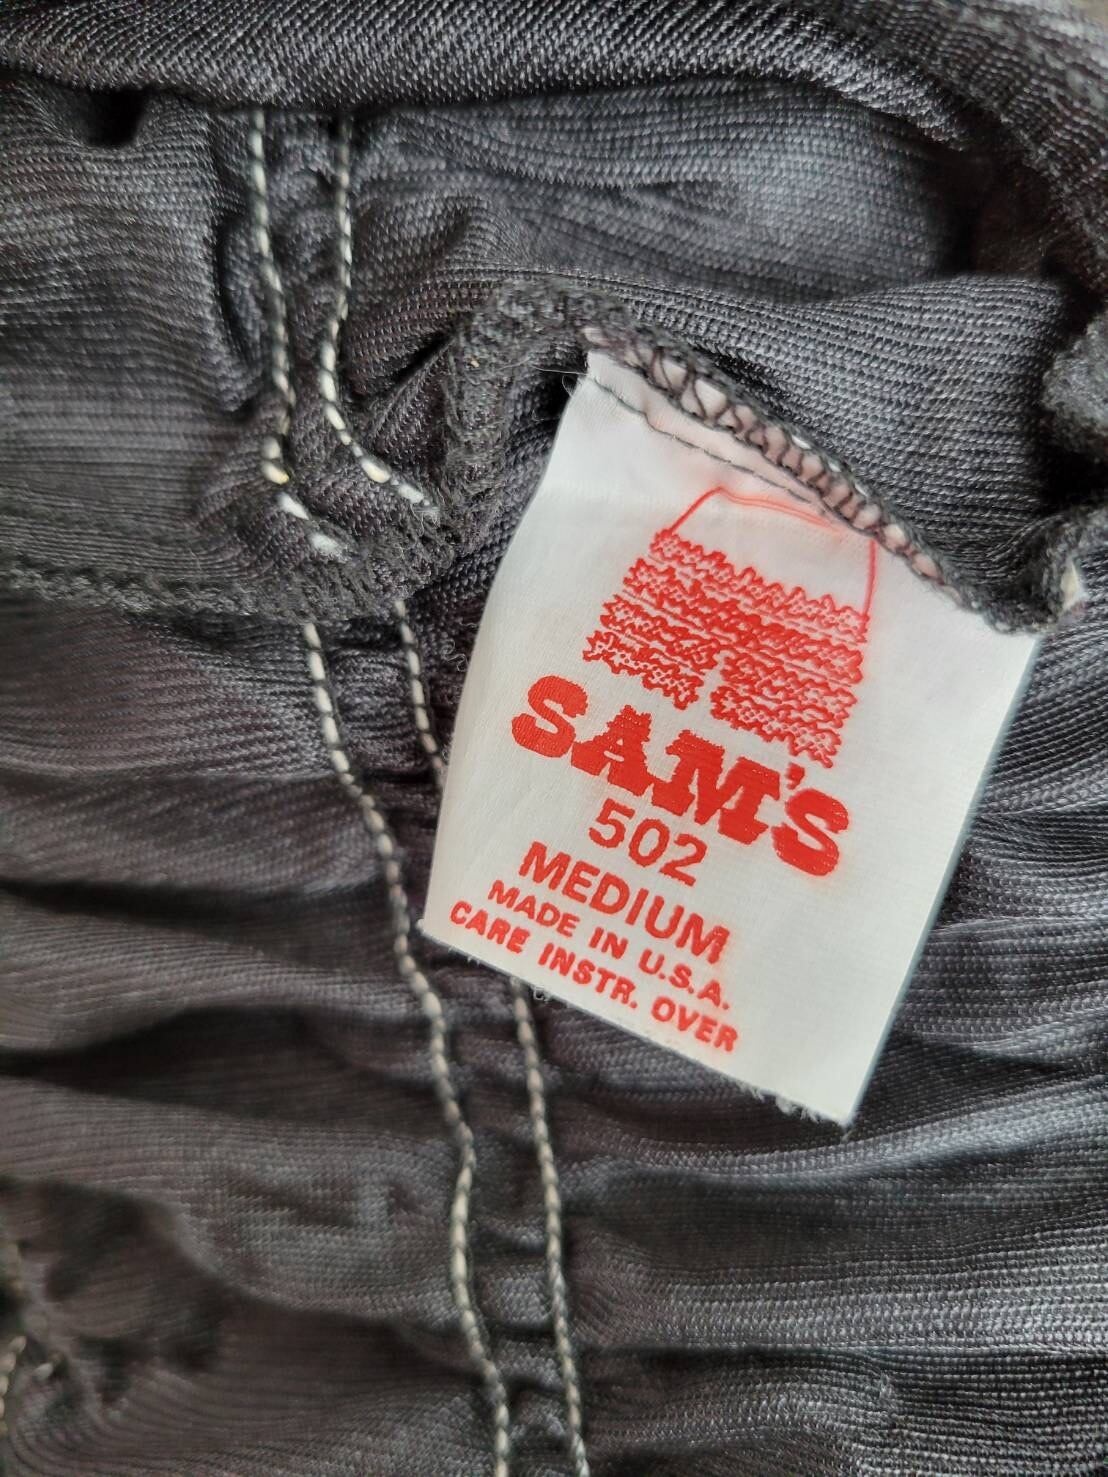 SAM'S
502
MEDIUM
MADE IN U.S.A.
CARE INSTR. OVER